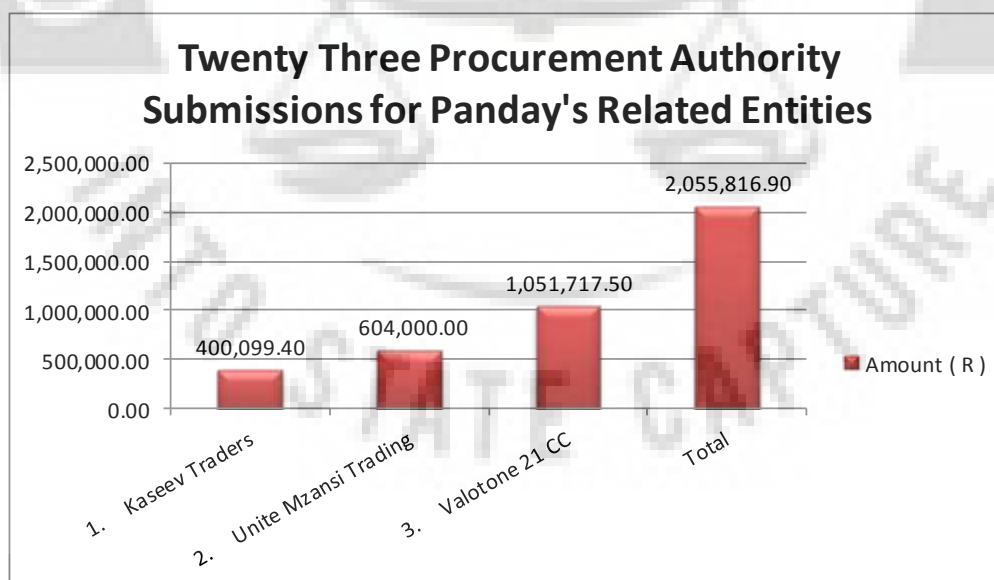 Twenty Three Procurement Authority
Submissions for Panday's Related Entities
2,500,000.00
2,000,000.00
1,500,000.00
1,000,000.00
500,000.00
0.00
400,099.40
604,000.00
1,051,717.50
2,055,816.90
Amount ( R )
1. Kaseev Traders
2. Unite Mzansi Trading
3. Valotone 21 CC
Total
INTO STATE CAPTURE